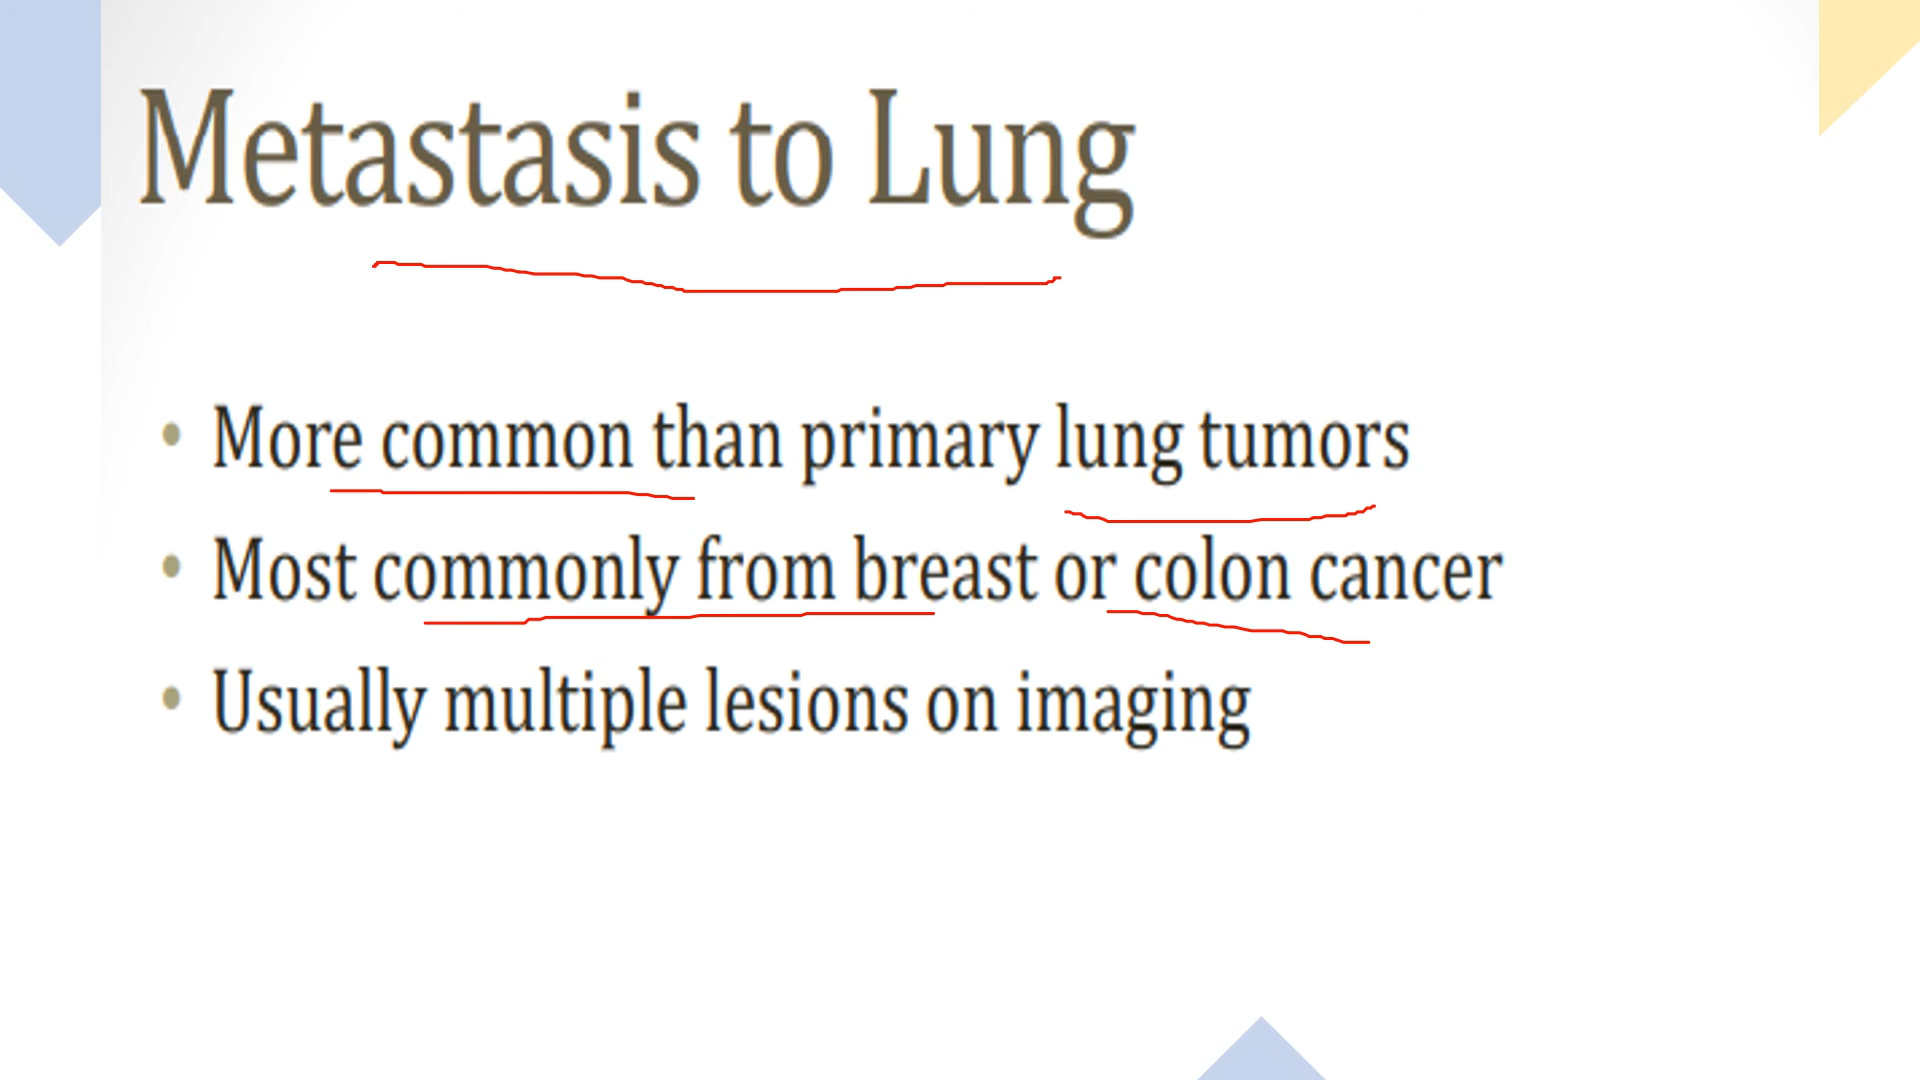 Metastasis to Lung
• More common than primary lung tumors
• Most commonly from breast or colon cancer
• Usually multiple lesions on imaging